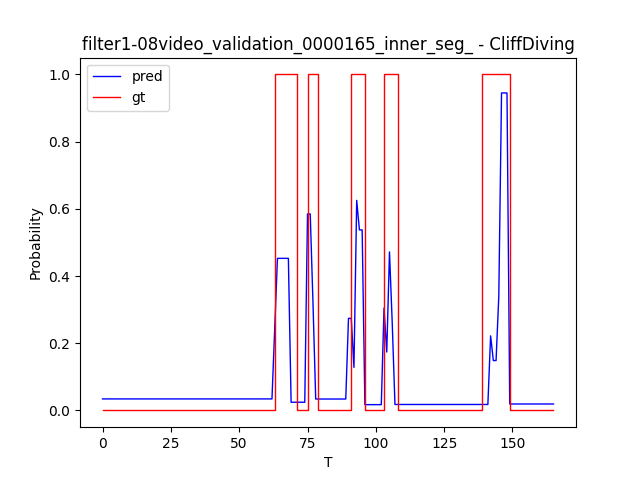 filter1-08video_validation_0000165_inner_seg_ - CliffDiving
pred
gt
1.0
0.8
0.6
0.4
0.2
0.0
Probability
0
25
50
75
100
125
150
T